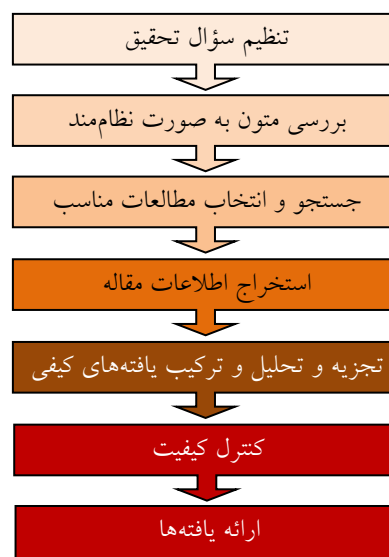 تنظیم سؤال تحقیق
بررسی متون به صورت نظام‌مند
جستجو و انتخاب مطالعات مناسب
استخراج اطلاعات مقاله
تجزیه و تحلیل و ترکیب یافته‌های کیفی
کنترل کیفیت
ارائه یافته‌ها